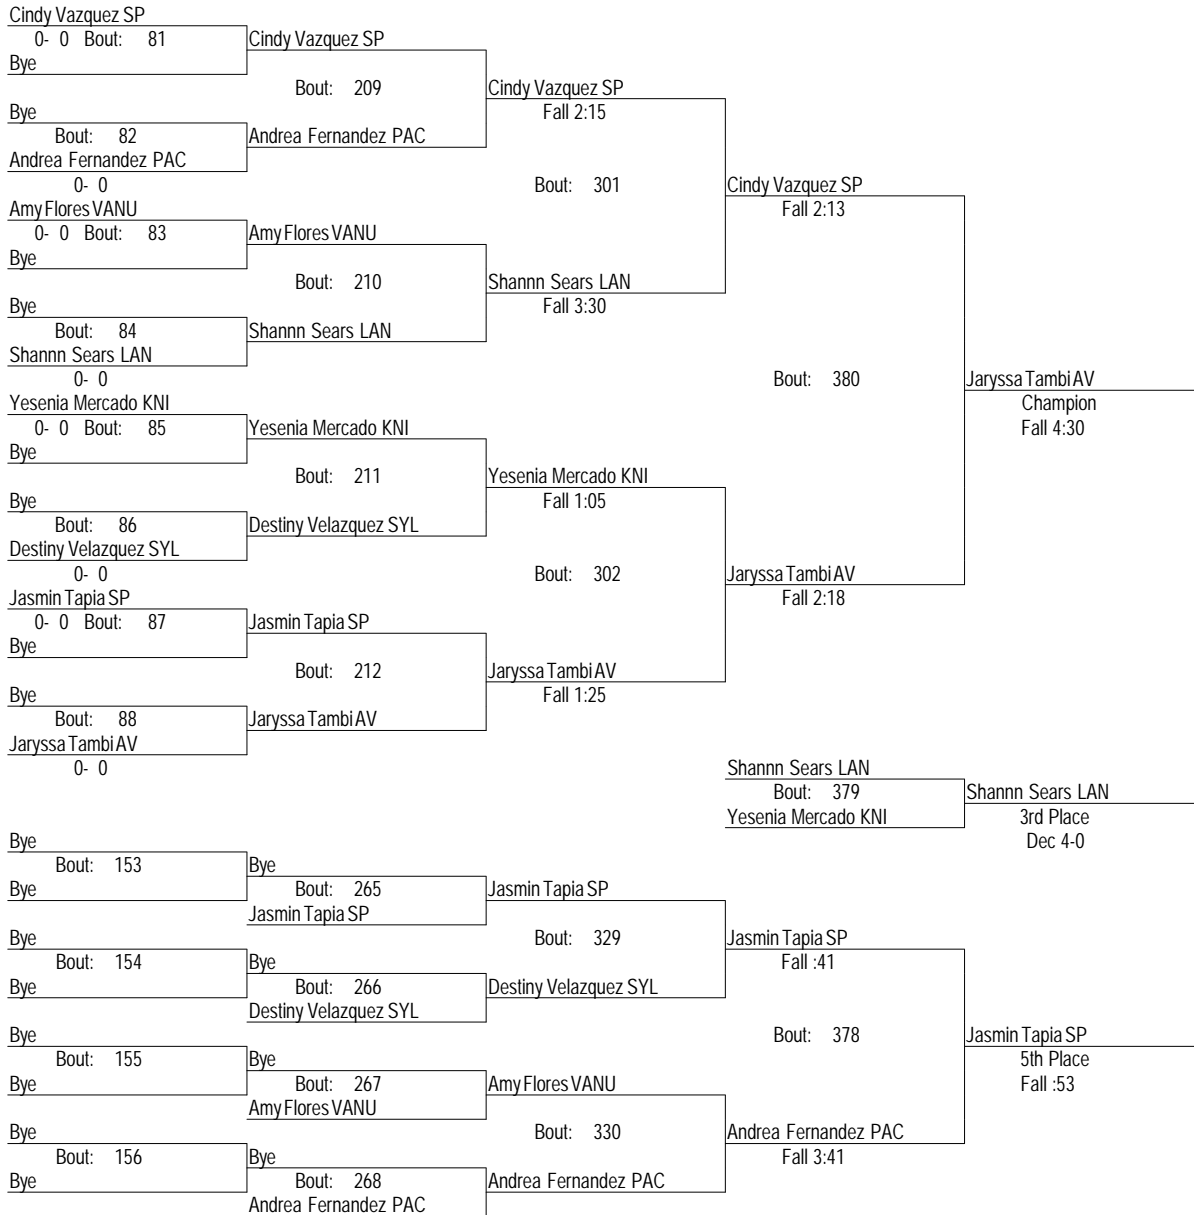 Cindy Vazquez SP
0- 0 Bout: 81
Cindy Vazquez SP
Bye
Bout: 209
Cindy Vazquez SP
Bye
Fall 2:15
Bout: 82
Andrea Fernandez PAC
Andrea Fernandez PAC
0- 0
Bout: 301
Cindy Vazquez SP
Amy Flores VANU
Fall 2:13
0- 0 Bout: 83
Amy Flores VANU
Bye
Bout: 210
Shannn Sears LAN
Bye
Fall 3:30
Bout: 84
Shannn Sears LAN
Shannn Sears LAN
0- 0
Bout: 380
Jaryssa Tambi AV
Yesenia Mercado KNI
Champion
0- 0 Bout: 85
Yesenia Mercado KNI
Fall 4:30
Bye
Bout: 211
Yesenia Mercado KNI
Bye
Fall 1:05
Bout: 86
Destiny Velazquez SYL
Destiny Velazquez SYL
0- 0
Bout: 302
Jaryssa Tambi AV
Jasmin Tapia SP
Fall 2:18
0- 0 Bout: 87
Jasmin Tapia SP
Bye
Bout: 212
Jaryssa Tambi AV
Bye
Fall 1:25
Bout: 88
Jaryssa Tambi AV
Jaryssa Tambi AV
0- 0
Shannn Sears LAN
Bout: 379
Shannn Sears LAN
Yesenia Mercado KNI
3rd Place
Dec 4-0
Bye
Bout: 153
Bye
Bye
Bout: 265
Jasmin Tapia SP
Jasmin Tapia SP
Bye
Bout: 329
Jasmin Tapia SP
Bout: 154
Bye
Fall :41
Bye
Bout: 266
Destiny Velazquez SYL
Destiny Velazquez SYL
Bye
Bout: 378
Jasmin Tapia SP
Bout: 155
Bye
5th Place
Bye
Bout: 267
Amy Flores VANU
Fall :53
Amy Flores VANU
Bye
Bout: 330
Andrea Fernandez PAC
Bout: 156
Bye
Fall 3:41
Bye
Bout: 268
Andrea Fernandez PAC
Andrea Fernandez PAC